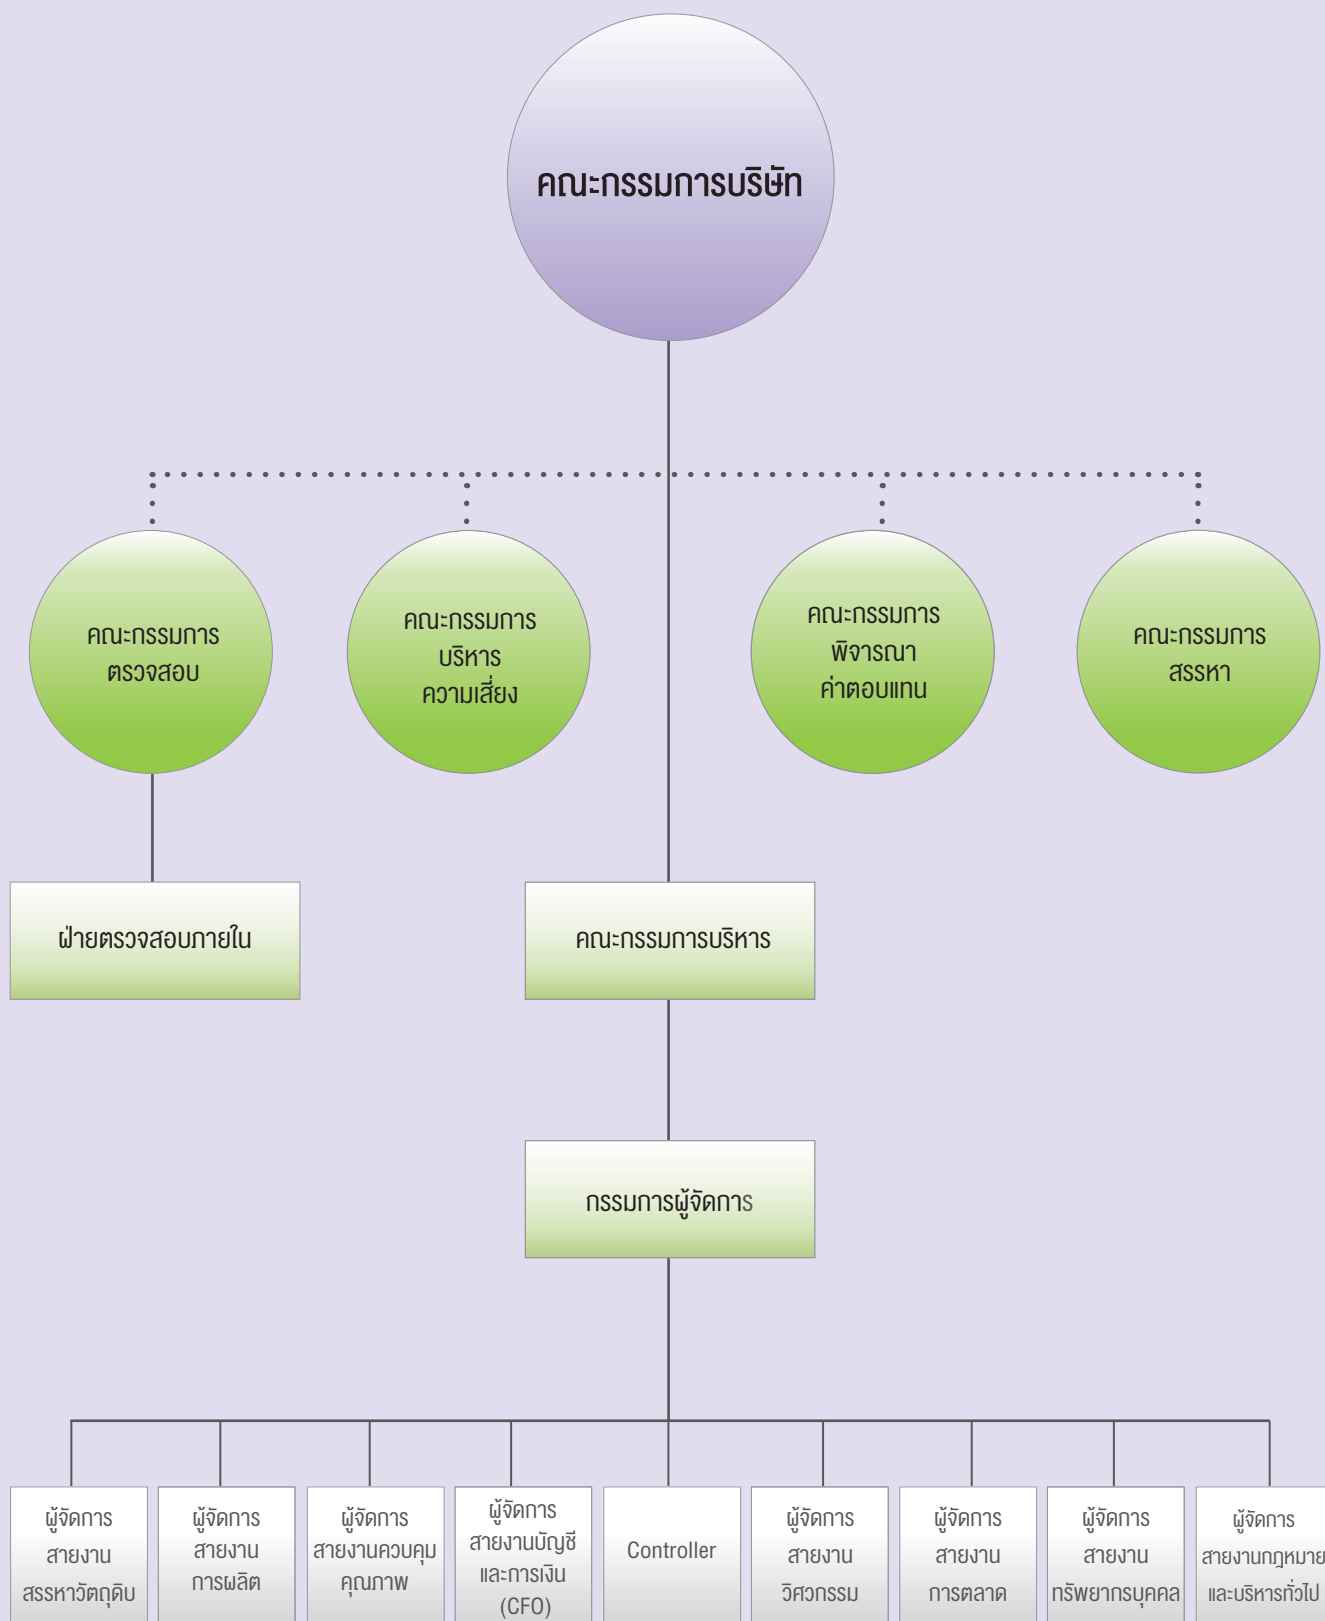 คณะกรรมการบริษัท
คณะกรรมการ
ตรวจสอบ
คณะกรรมการ
บริหาร
ความเสี่ยง
คณะกรรมการ
พิจารณา
ค่าตอบแทน
คณะกรรมการ
สรรหา
ฝ่ายตรวจสอบภายใน
คณะกรรมการบริหาร
กรรมการผู้จัดการ
ผู้จัดการ
สายงาน
สรรหาวัตถุดิบ
ผู้จัดการ
สายงาน
การผลิต
ผู้จัดการ
สายงานควบคุม
คุณภาพ
ผู้จัดการ
สายงานบัญชี
และการเงิน
(CFO)
Controller
ผู้จัดการ
สายงาน
วิศวกรรม
ผู้จัดการ
สายงาน
การตลาด
ผู้จัดการ
สายงาน
ทรัพยากรบุคคล
ผู้จัดการ
สายงานกฎหมาย
และบริหารทั่วไป